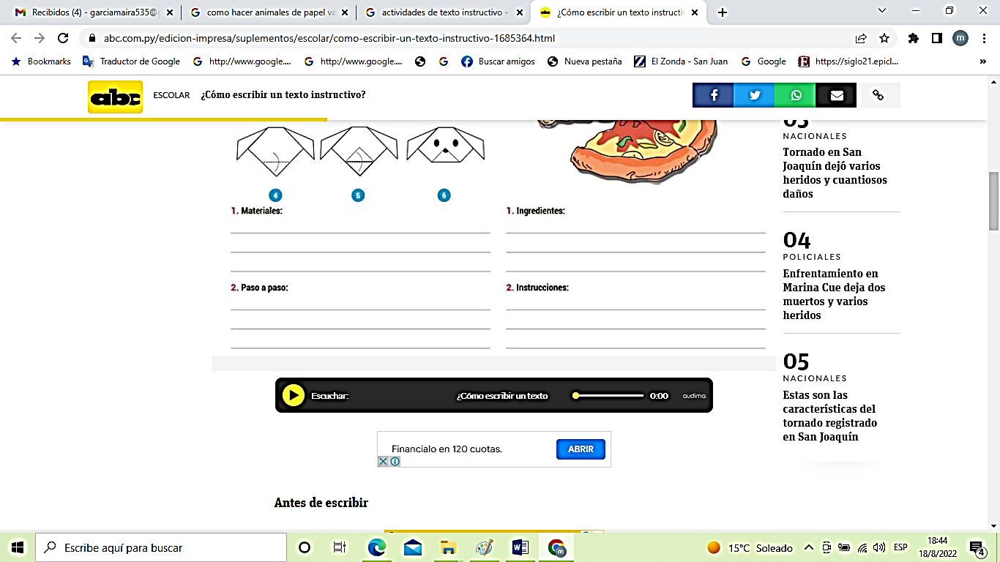 Recibidos (4) - garciamaira535@g
como hacer animales de papel va
actividades de texto instructivo -
¿Cómo escribir un texto instructiv
abc.com.py/edicion-impresa/suplementos/escolar/como-escribir-un-texto-instructivo-1685364.html
m
Bookmarks
Traductor de Google
http://www.google....
http://www.google....
Buscar amigos
Nueva pestaña
El Zonda - San Juan
Google
https://siglo21.epicl...
»
abc
ESCOLAR
¿Cómo escribir un texto instructivo?
03
NACIONALES
Tornado en San
Joaquín dejó varios
heridos y cuantiosos
daños
4
5
6
1. Materiales:
1. Ingredientes:
2. Paso a paso:
2. Instrucciones:
04
POLICIALES
Enfrentamiento en
Marina Cue deja dos
muertos y varios
heridos
05
NACIONALES
Estas son las
características del
tornado registrado
en San Joaquín
Escuchar:
¿Cómo escribir un texto
0:00
audima
Financialo en 120 cuotas.
ABRIR
Antes de escribir
Escribe aquí para buscar
15°C Soleado
ESP
18:44
18/8/2022
4